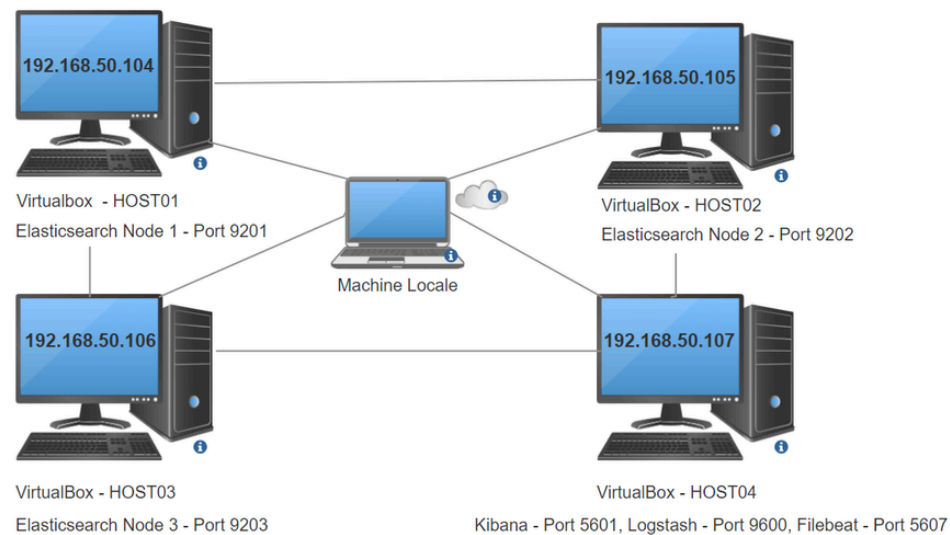 192.168.50.104
192.168.50.105
Virtualbox - HOST01
Elasticsearch Node 1 - Port 9201
VirtualBox - HOST02
Elasticsearch Node 2 - Port 9202
Machine Locale
192.168.50.106
192.168.50.107
VirtualBox - HOST03
Elasticsearch Node 3 - Port 9203
VirtualBox - HOST04
Kibana - Port 5601, Logstash - Port 9600, Filebeat - Port 5607